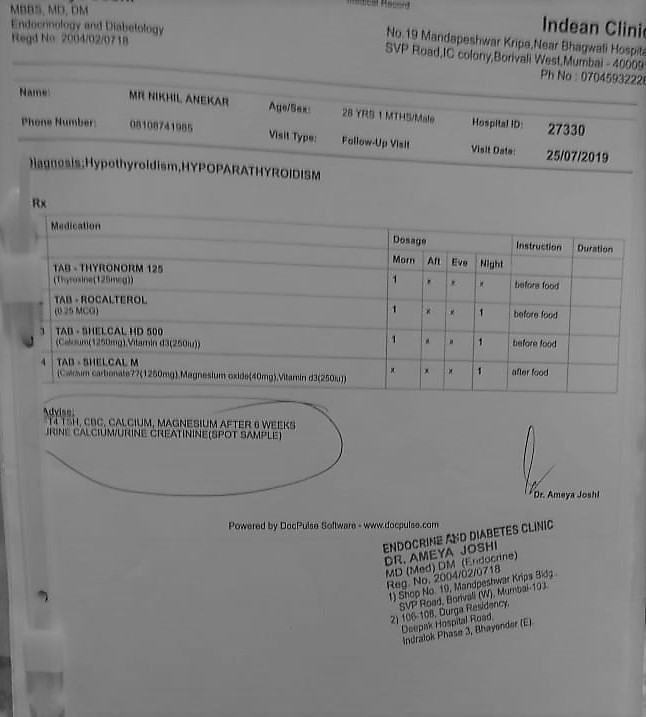 MBBS, MD, DM
Endocrinology and Diabetology
Regd No: 2004/02/0718
Medical Record
Indean Clinic
No.19 Mandapeshwar Kripa,Near Bhagwati Hospita
SVP Road,IC colony,Borivali West,Mumbai - 40009
Ph No : 0704593222
Name: MR NIKHIL ANEKAR Age/Sex: 28 YRS 1 MTHS/Male Hospital ID: 27330
Phone Number: 08108741985 Visit Type: Follow-Up Visit Visit Date: 25/07/2019
Diagnosis:Hypothyroidism,HYPOPARATHYROIDISM
Rx
Medication Dosage Instruction Duration
Morn Aft Eve Night
TAB - THYRONORM 125 1 x x x before food
(Thyroxine(125mcg))
TAB - ROCALTEROL 1 x x 1 before food
(0.25 MCG)
3 TAB - SHELCAL HD 500 1 x x 1 before food
(Calcium(1250mg),Vitamin d3(250iu))
4 TAB - SHELCAL M x x x 1 after food
(Calcium carbonate??(1250mg),Magnesium oxide(40mg),Vitamin d3(250iu))
Advise:
T4 TSH, CBC, CALCIUM, MAGNESIUM AFTER 6 WEEKS
URINE CALCIUM/URINE CREATININE(SPOT SAMPLE)
Dr. Ameya Joshi
Powered by DocPulse Software - www.docpulse.com
ENDOCRINE AND DIABETES CLINIC
DR. AMEYA JOSHI
MD (Med) DM (Endocrine)
Reg. No. 2004/02/0718
1) Shop No. 19, Mandpeshwar Krips Bldg.
SVP Road, Borivali (W), Mumbai-103.
2) 106-108, Durga Residency,
Deepak Hospital Road,
Indralok Phase 3, Bhayender (E).